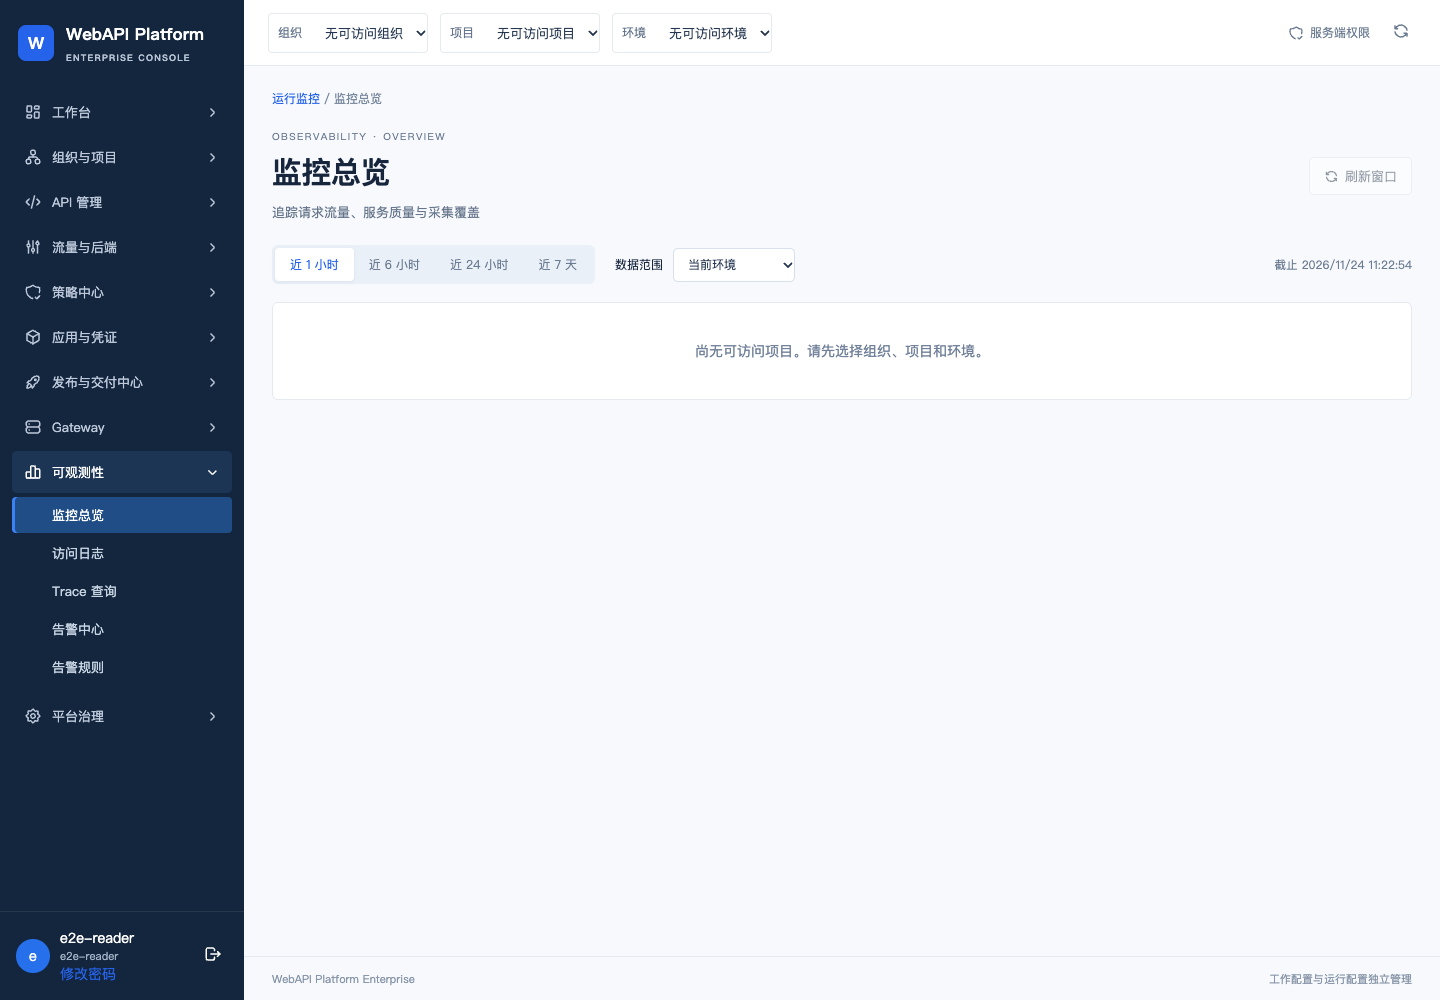 W
WebAPI Platform
ENTERPRISE CONSOLE
工作台
组织与项目
API 管理
流量与后端
策略中心
应用与凭证
发布与交付中心
Gateway
可观测性
监控总览
访问日志
Trace 查询
告警中心
告警规则
平台治理
e
e2e-reader
e2e-reader
修改密码
组织 无可访问组织
项目 无可访问项目
环境 无可访问环境
服务端权限
运行监控 / 监控总览
OBSERVABILITY · OVERVIEW
监控总览
追踪请求流量、服务质量与采集覆盖
刷新窗口
近 1 小时 近 6 小时 近 24 小时 近 7 天
数据范围 当前环境
截止 2026/11/24 11:22:54
尚无可访问项目。请先选择组织、项目和环境。
WebAPI Platform Enterprise
工作配置与运行配置独立管理